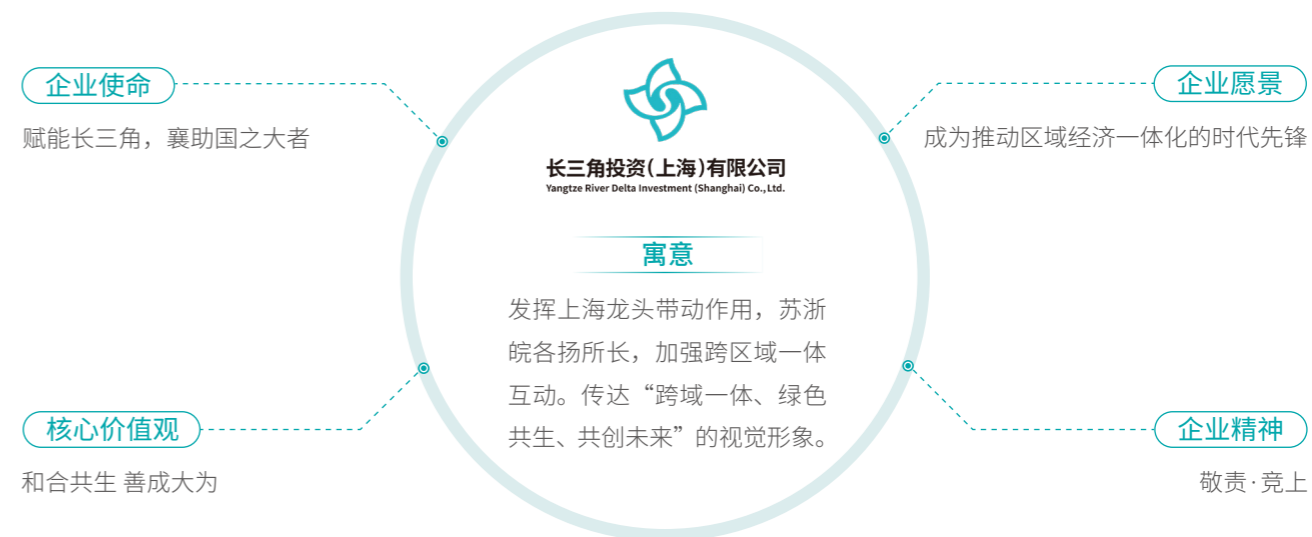 企业使命
赋能长三角，襄助国之大者
企业愿景
成为推动区域经济一体化的时代先锋
长三角投资(上海)有限公司
Yangtze River Delta Investment (Shanghai) Co.,Ltd.
寓意
发挥上海龙头带动作用，苏浙
皖各扬所长，加强跨区域一体
互动。传达“跨域一体、绿色
共生、共创未来”的视觉形象。
核心价值观
和合共生 善成大为
企业精神
敬责·竞上